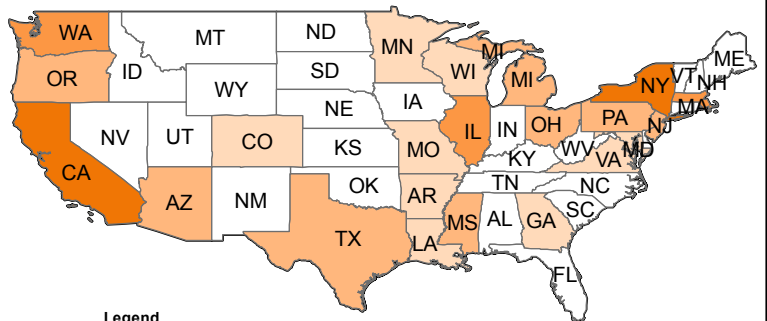 WA
MT
ND
MN
MI
ME
VT
NH
OR
ID
SD
WI
MI
NY
WY
MA
IA
NE
PA
NJ
NV
UT
CO
IL
IN
OH
MD
KS
MO
KY
WV
VA
CA
OK
TN
NC
AZ
NM
AR
SC
MS
AL
GA
TX
LA
FL
Legend